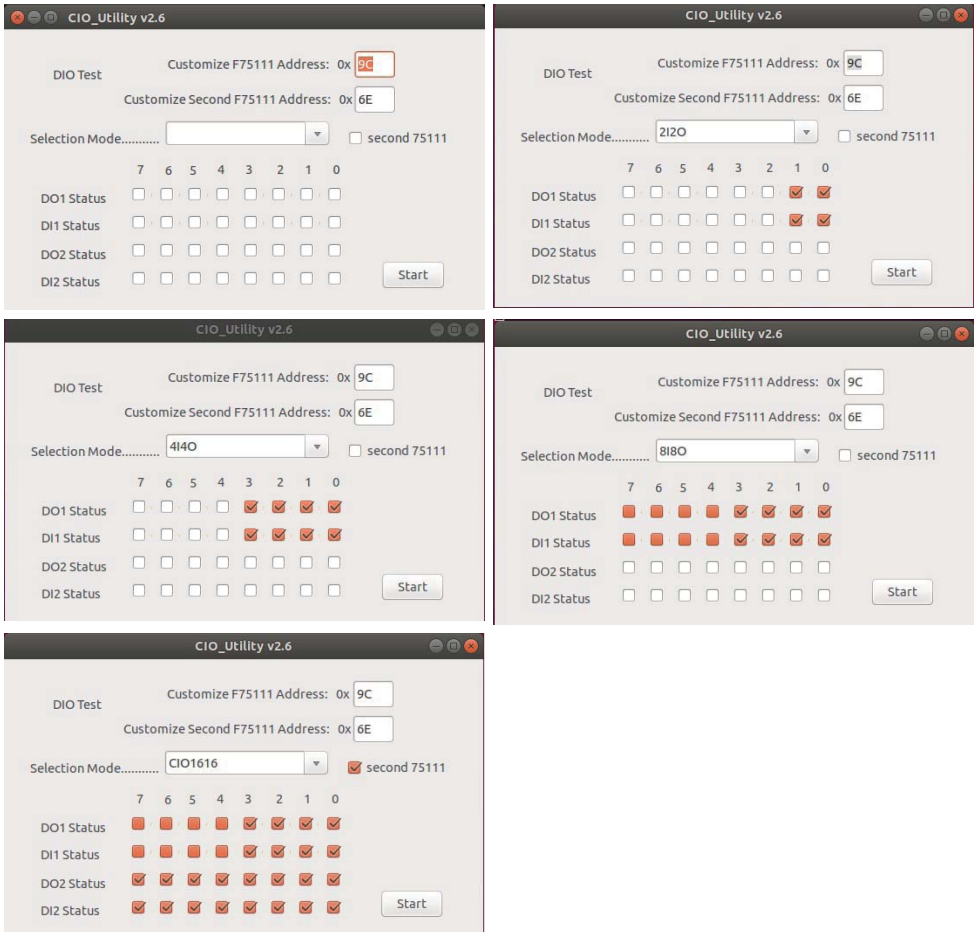 CIO_Utility v2.6
Customize F75111 Address: 0x 9C
DIO Test
Customize Second F75111 Address: 0x 6E
Selection Mode........... second 75111
7 6 5 4 3 2 1 0
DO1 Status
DI1 Status
DO2 Status
DI2 Status
Start
CIO_Utility v2.6
Customize F75111 Address: 0x 9C
DIO Test
Customize Second F75111 Address: 0x 6E
Selection Mode........... 2I2O second 75111
7 6 5 4 3 2 1 0
DO1 Status
DI1 Status
DO2 Status
DI2 Status
Start
CIO_Utility v2.6
Customize F75111 Address: 0x 9C
DIO Test
Customize Second F75111 Address: 0x 6E
Selection Mode........... 4I4O second 75111
7 6 5 4 3 2 1 0
DO1 Status
DI1 Status
DO2 Status
DI2 Status
Start
CIO_Utility v2.6
Customize F75111 Address: 0x 9C
DIO Test
Customize Second F75111 Address: 0x 6E
Selection Mode........... 8I8O second 75111
7 6 5 4 3 2 1 0
DO1 Status
DI1 Status
DO2 Status
DI2 Status
Start
CIO_Utility v2.6
Customize F75111 Address: 0x 9C
DIO Test
Customize Second F75111 Address: 0x 6E
Selection Mode........... CIO1616 second 75111
7 6 5 4 3 2 1 0
DO1 Status
DI1 Status
DO2 Status
DI2 Status
Start